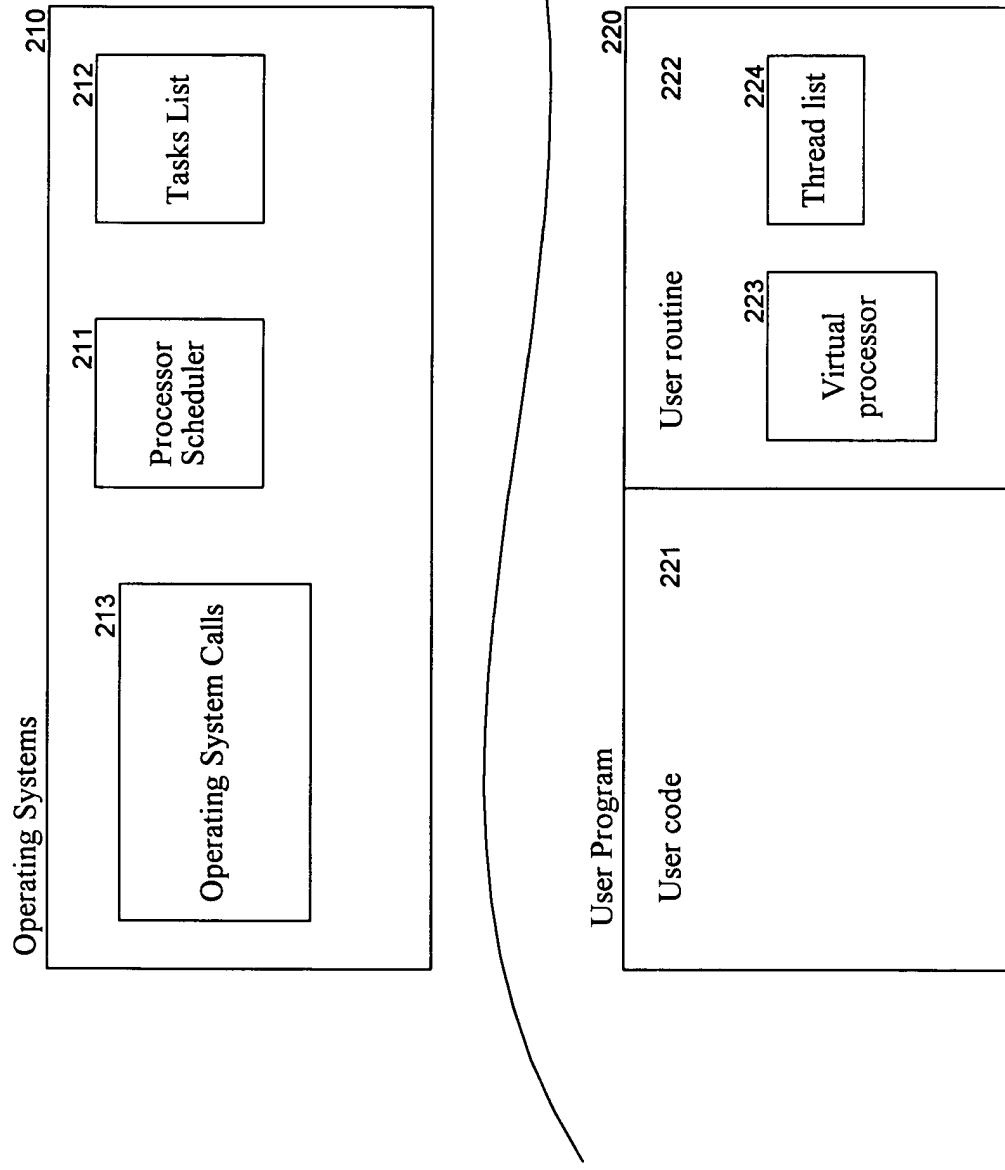 Operating Systems
210
213
Operating System Calls
211
Processor
Scheduler
212
Tasks List
User Program
220
User code
221
User routine
222
223
Virtual
processor
224
Thread list